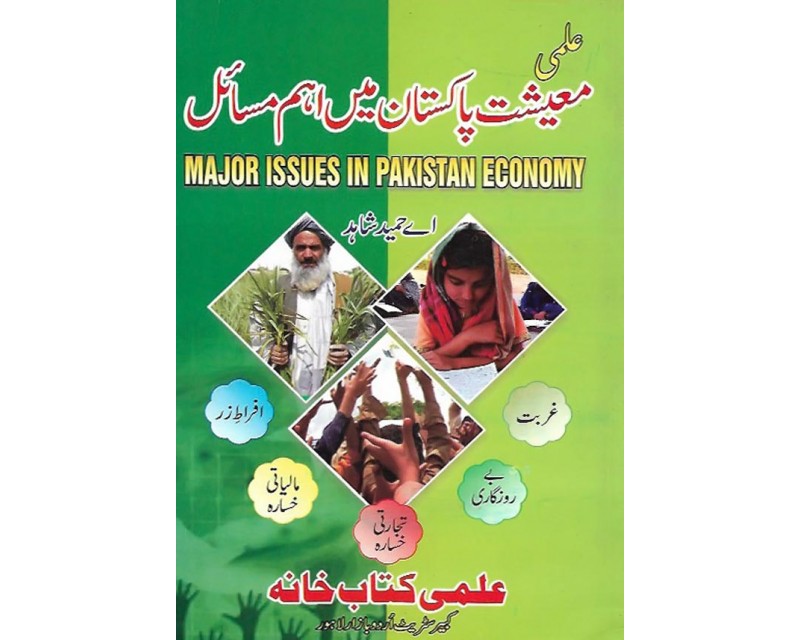 علمی
معیشت پاکستان میں اہم مسائل
MAJOR ISSUES IN PAKISTAN ECONOMY
اے حمید شاہد
افراطِ زر
غربت
مالیاتی
خسارہ
بے
روزگاری
تجارتی
خسارہ
علمی کتاب خانہ
کبیر سٹریٹ اُردو بازار لاہور